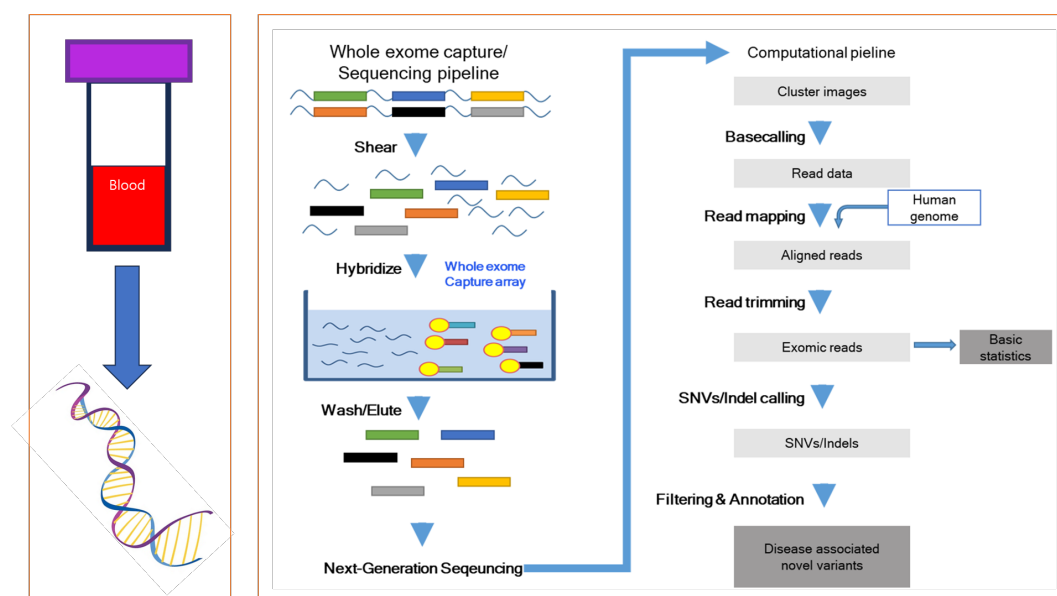 Blood
Whole exome capture/
Sequencing pipeline
Shear
Hybridize
Whole exome
Capture array
Wash/Elute
Next-Generation Seqeuncing
Computational pieline
Cluster images
Basecalling
Read data
Read mapping
Human
genome
Aligned reads
Read trimming
Exomic reads
Basic
statistics
SNVs/Indel calling
SNVs/Indels
Filtering & Annotation
Disease associated
novel variants